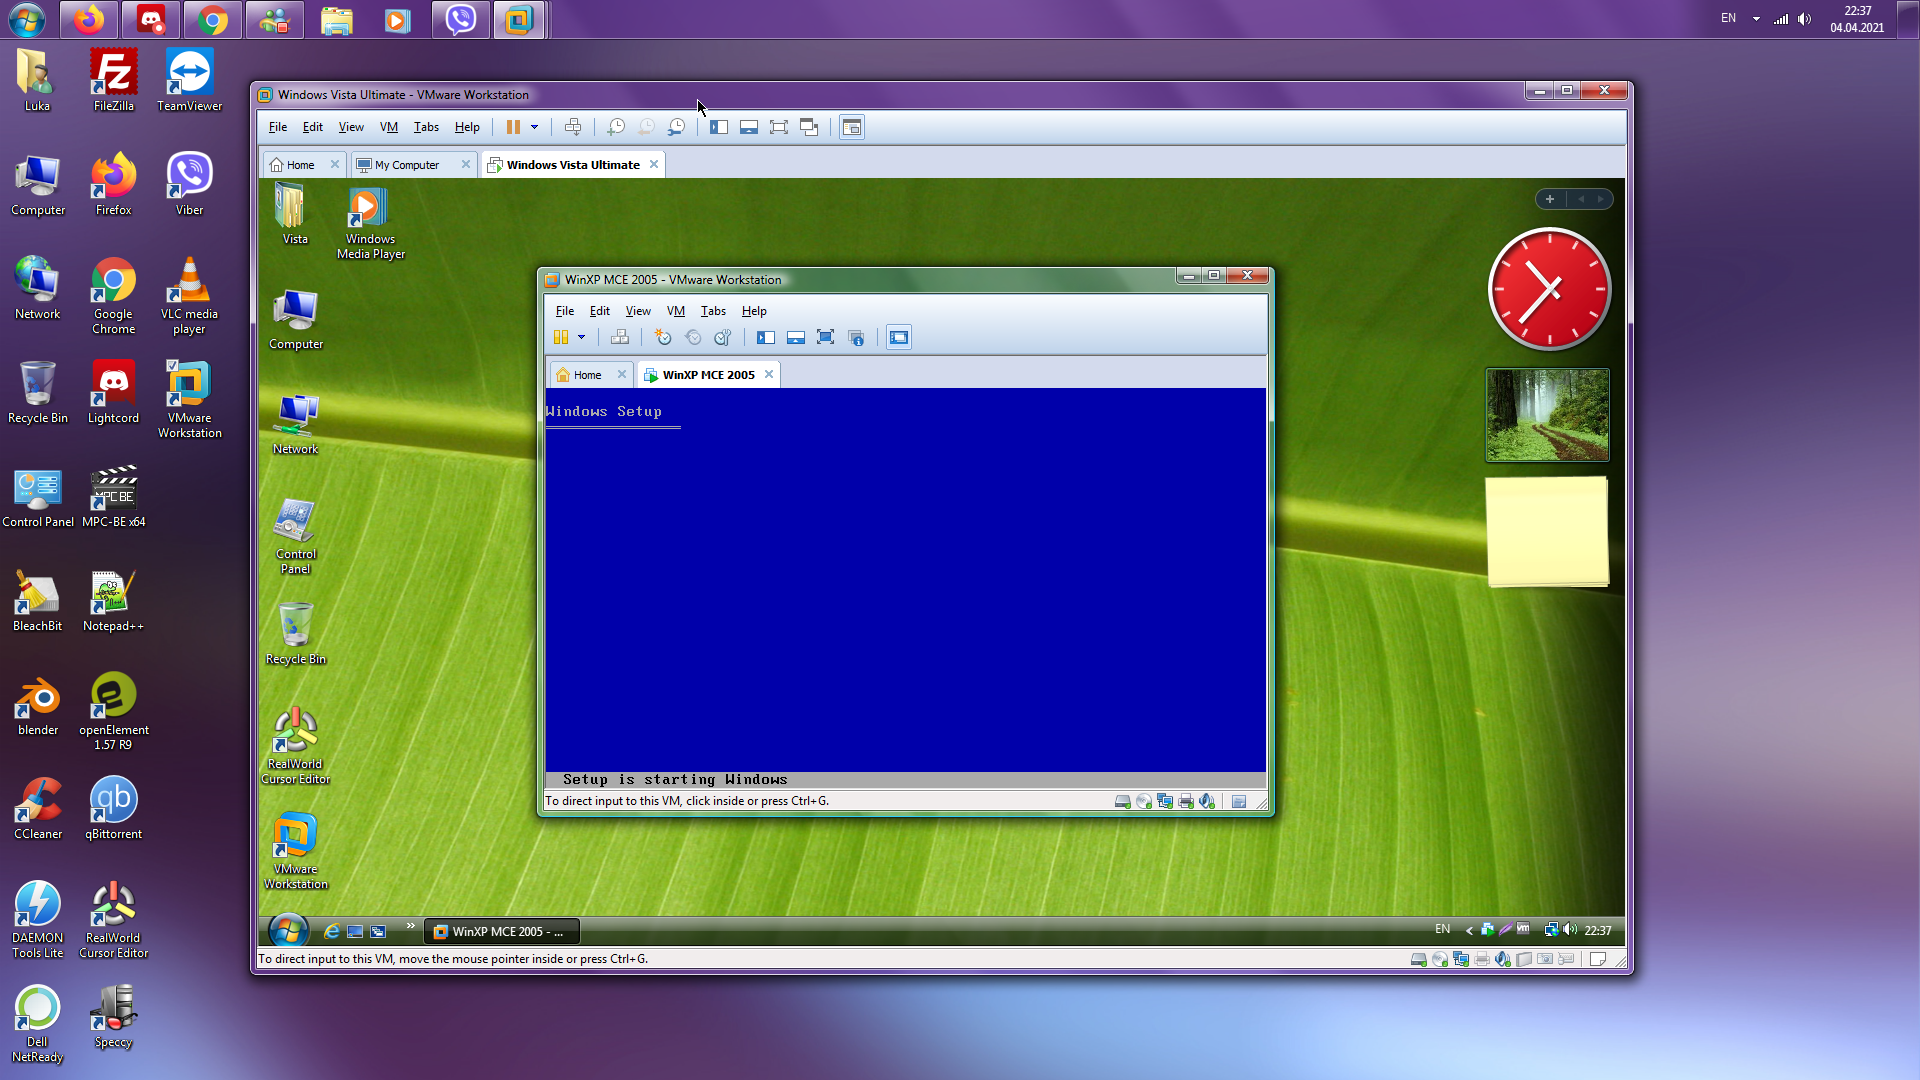 EN
22:37
04.04.2021
Luka
FileZilla
TeamViewer
Computer
Firefox
Viber
Network
Google
Chrome
VLC media
player
Recycle Bin
Lightcord
VMware
Workstation
Control Panel
MPC BE
MPC-BE x64
BleachBit
Notepad++
blender
openElement
1.57 R9
CCleaner
qb
qBittorrent
DAEMON
Tools Lite
RealWorld
Cursor Editor
Dell
NetReady
Speccy
Windows Vista Ultimate - VMware Workstation
File Edit View VM Tabs Help
Home
My Computer
Windows Vista Ultimate
Vista
Windows
Media Player
Computer
Network
Control
Panel
Recycle Bin
RealWorld
Cursor Editor
VMware
Workstation
WinXP MCE 2005 - VMware Workstation
File Edit View VM Tabs Help
Home
WinXP MCE 2005
Windows Setup
Setup is starting Windows
To direct input to this VM, click inside or press Ctrl+G.
WinXP MCE 2005 - ...
EN
vm
22:37
To direct input to this VM, move the mouse pointer inside or press Ctrl+G.